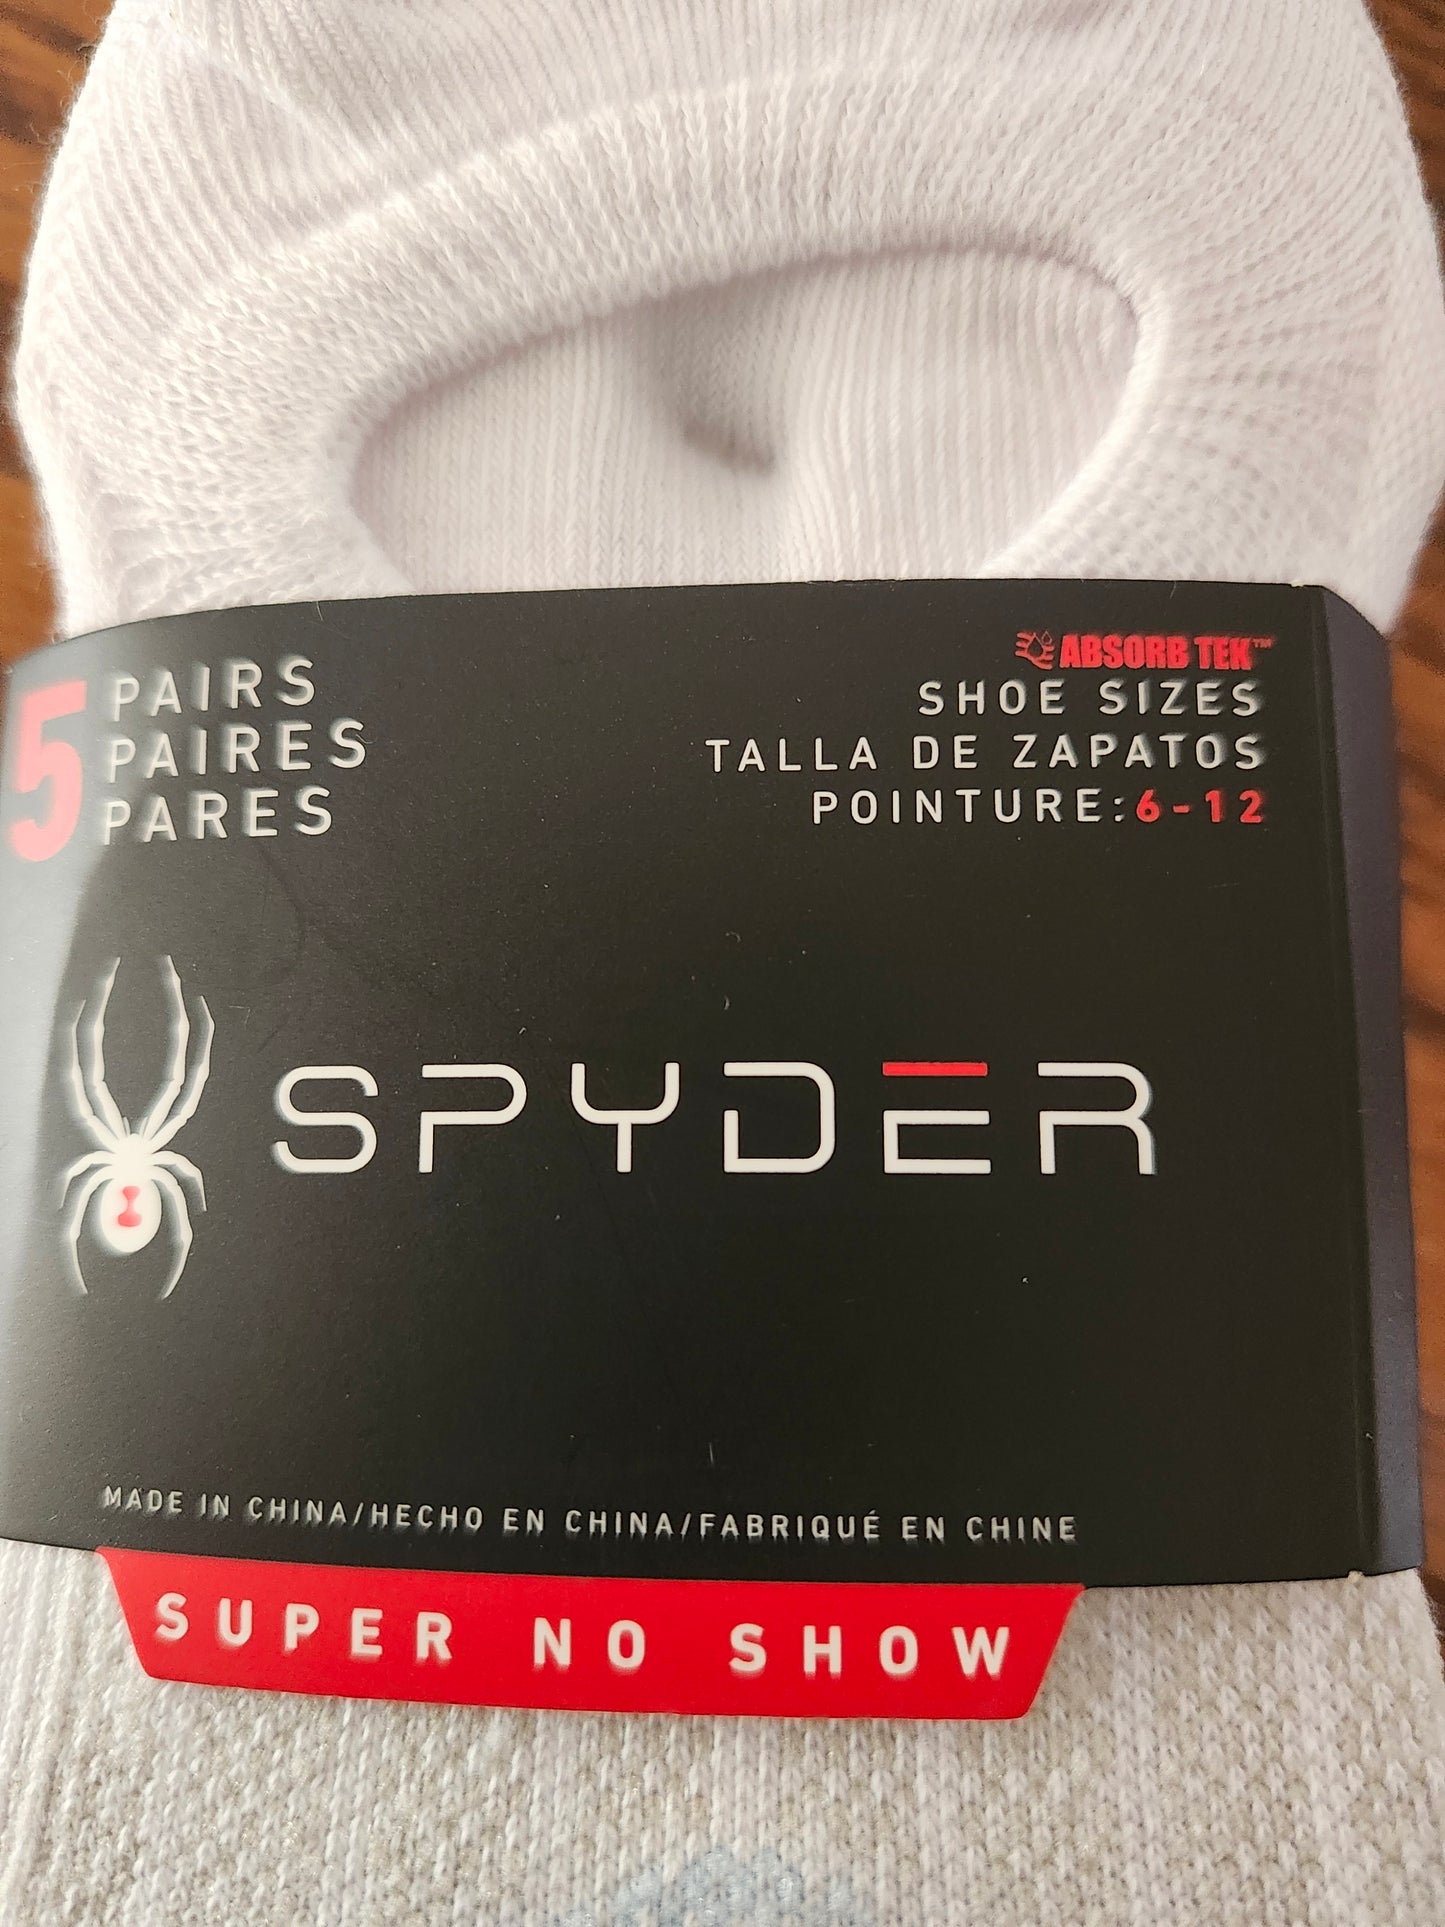 5 PAIRS
PAIRES
PARES
ABSORB TEK™
SHOE SIZES
TALLA DE ZAPATOS
POINTURE:6-12
SPYDER
MADE IN CHINA/HECHO EN CHINA/FABRIQUÉ EN CHINE
SUPER NO SHOW